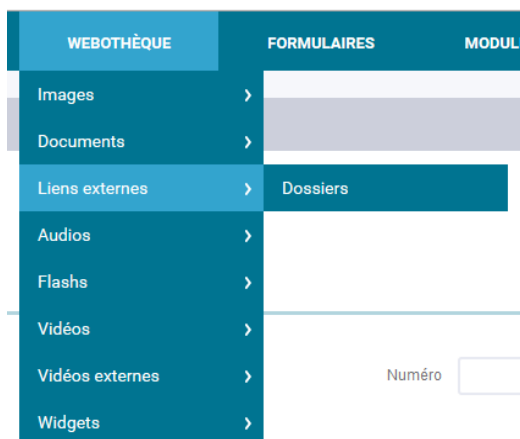 WEBOTHÈQUE FORMULAIRES
Images
Documents
Liens externes Dossiers
Audios
Flashs
Vidéos
Vidéos externes Numéro
Widgets